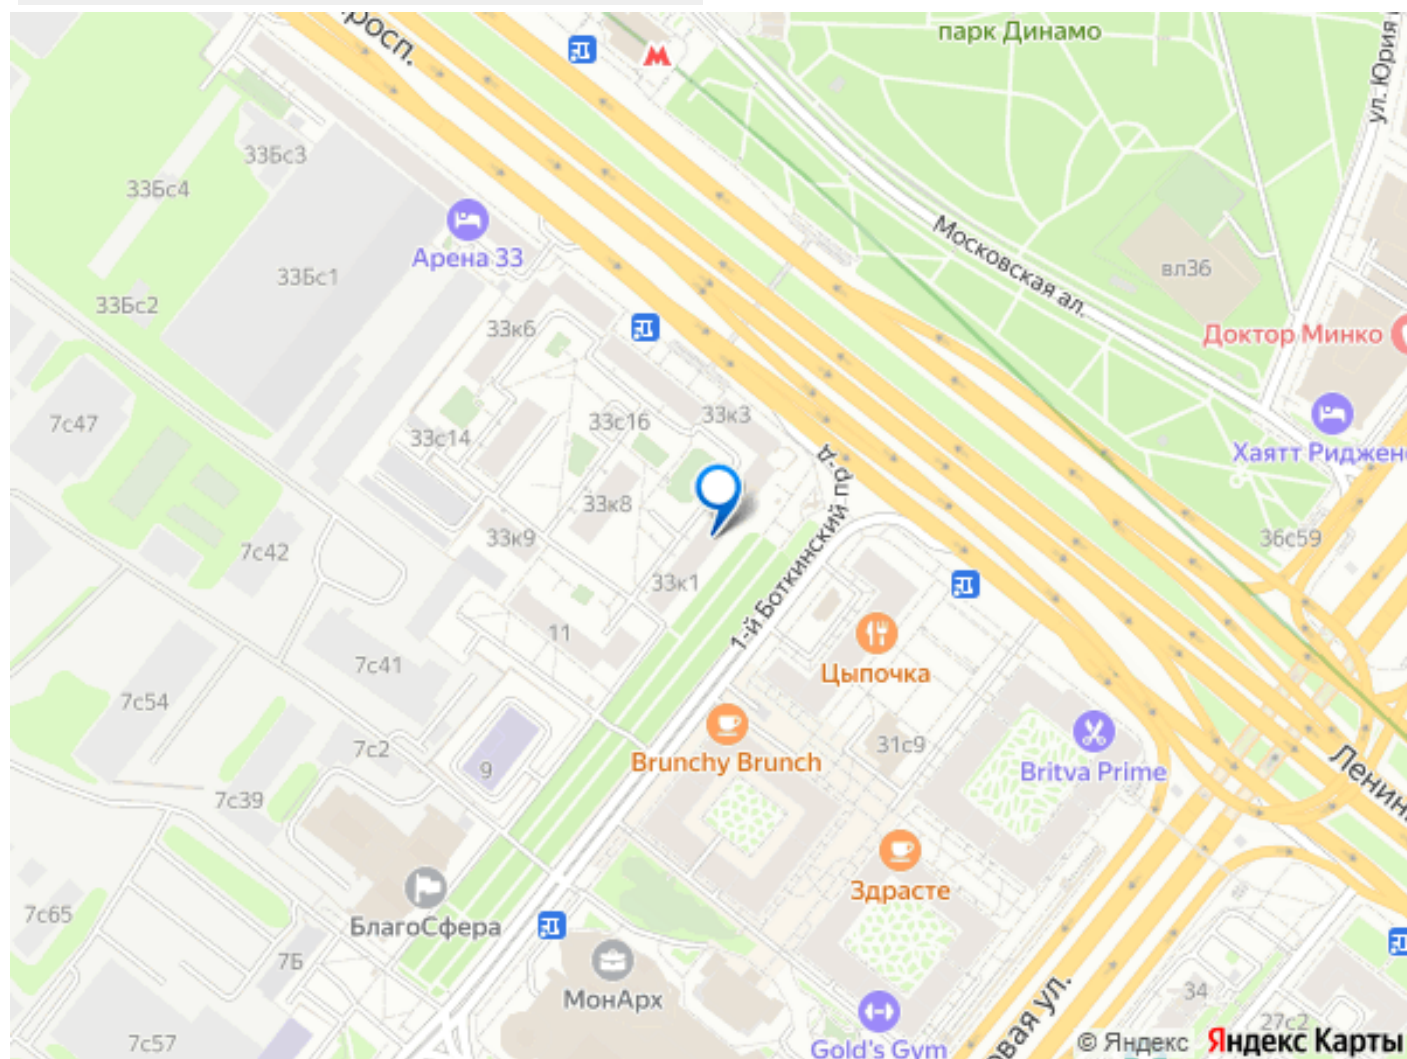 просп.
парк Динамо
ул. Юрия
33Бс3
33Бс4
Арена 33
33Бс1
33Бс2
Московская ал.
вл36
Доктор Минко
33к6
7с47
33с14
33с16
33к3
Хаятт Ридженс
33к8
33к9
7с42
36с59
33к1
1-й Боткинский пр-д
11
7с41
Цыпочка
7с54
7с2
9
Brunchy Brunch
31с9
Britva Prime
Ленин
7с39
Здрасте
7с65
БлагоСфера
7Б
МонАрх
34
27с2
7с57
Gold's Gym
овая ул.
© Яндекс Яндекс Карты